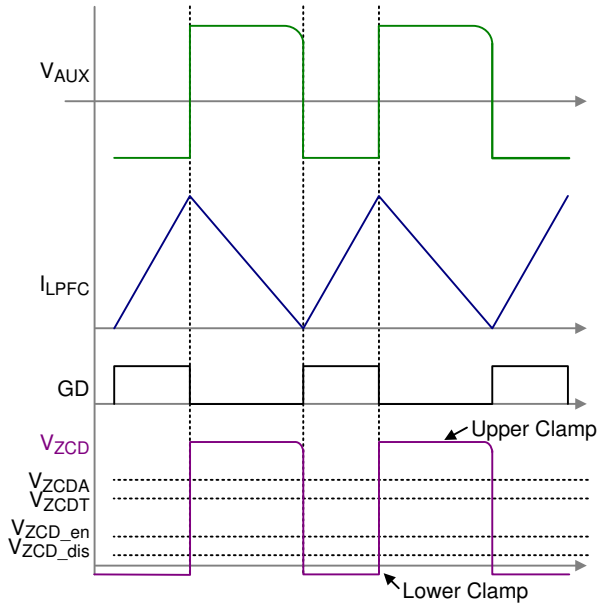 VAUX
ILPFC
GD
VZCD
Upper Clamp
VZCDA
VZCDT
VZCD_en
VZCD_dis
Lower Clamp